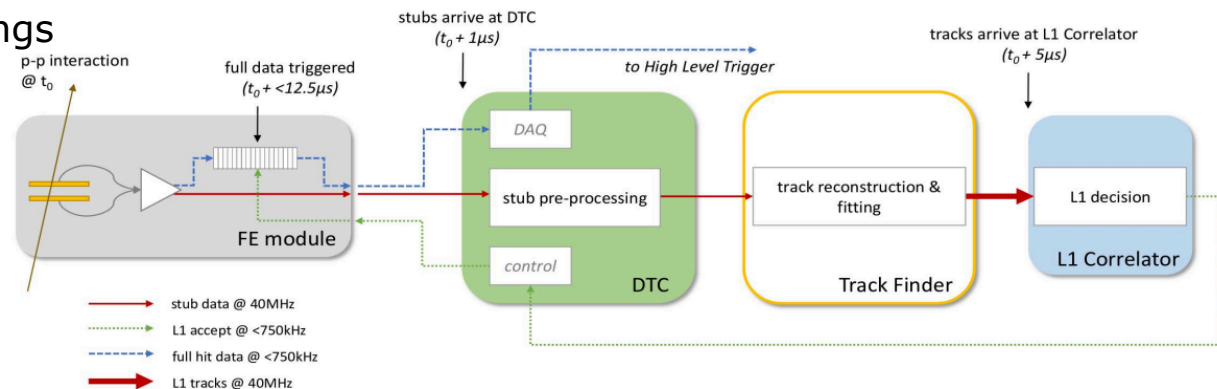 ngs
p-p interaction
@ t0
full data triggered
(t0 + <12.5μs)
stubs arrive at DTC
(t0 + 1μs)
to High Level Trigger
tracks arrive at L1 Correlator
(t0 + 5μs)
FE module
DAQ
stub pre-processing
control
DTC
track reconstruction &
fitting
Track Finder
L1 decision
L1 Correlator
stub data @ 40MHz
L1 accept @ <750kHz
full hit data @ <750kHz
L1 tracks @ 40MHz